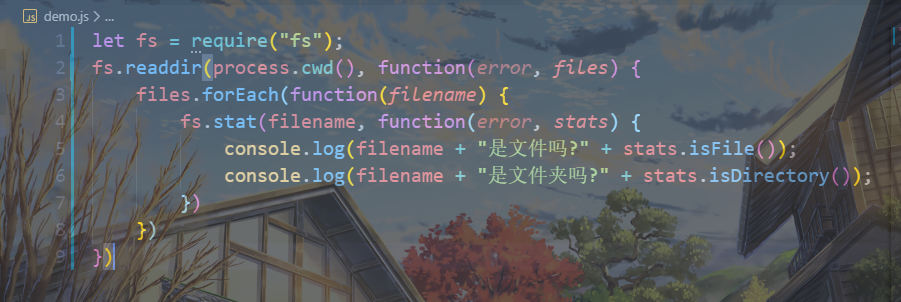 JS demo.js > ...
1 let fs = require("fs");
2 fs.readdir(process.cwd(), function(error, files) {
3 files.forEach(function(filename) {
4 fs.stat(filename, function(error, stats) {
5 console.log(filename + "是文件吗?" + stats.isFile());
6 console.log(filename + "是文件夹吗?" + stats.isDirectory());
7 })
8 })
9 })